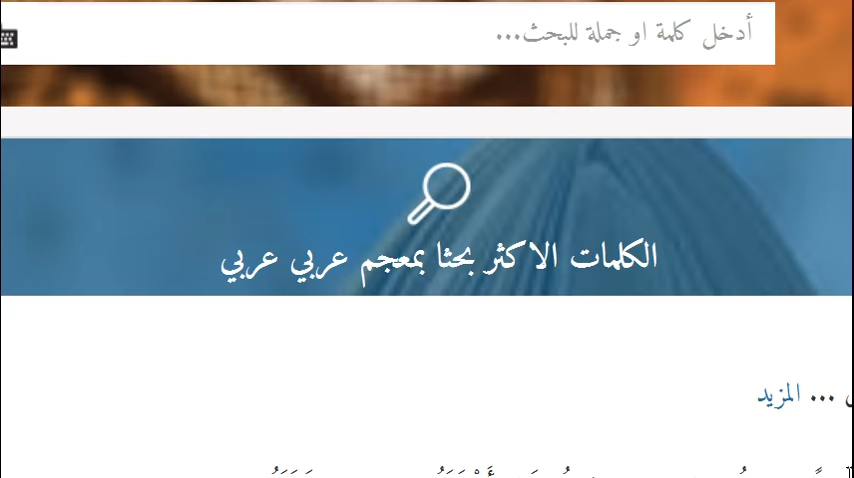 أدخل كلمة او جملة للبحث...
الكلمات الاكثر بحثا بمعجم عربي عربي
... المزيد